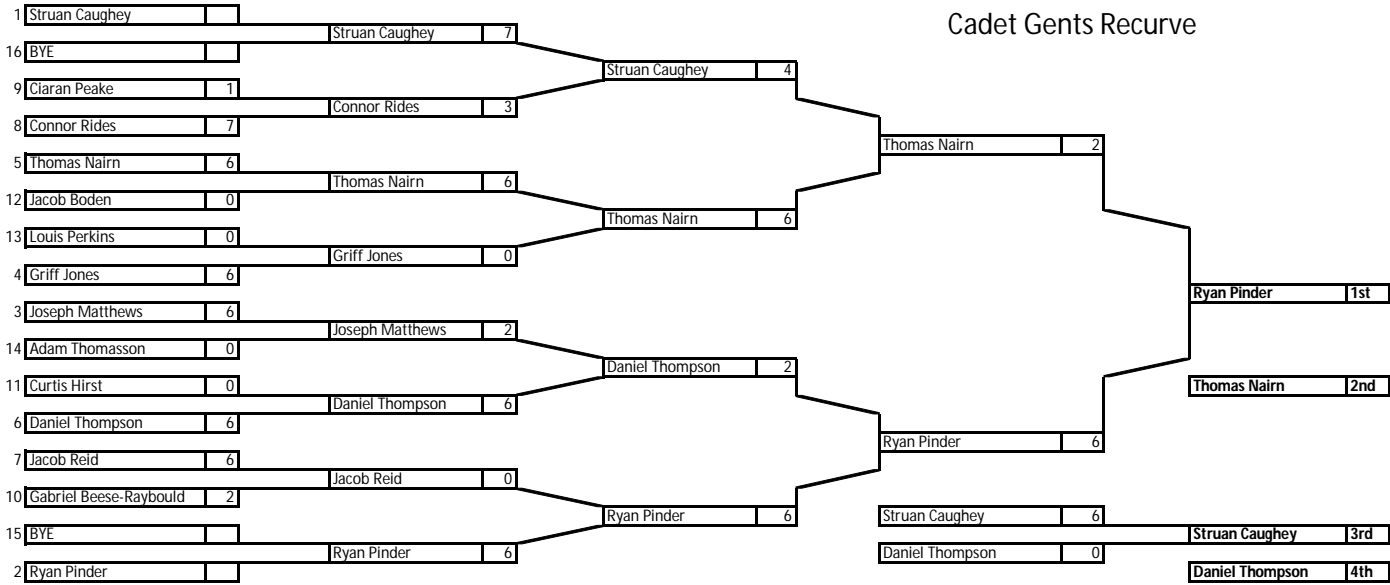 Cadet Gents Recurve
1 Struan Caughey
16 BYE
9 Ciaran Peake 1
8 Connor Rides 7
5 Thomas Nairn 6
12 Jacob Boden 0
13 Louis Perkins 0
4 Griff Jones 6
3 Joseph Matthews 6
14 Adam Thomasson 0
11 Curtis Hirst 0
6 Daniel Thompson 6
7 Jacob Reid 6
10 Gabriel Beese-Raybould 2
15 BYE
2 Ryan Pinder
Struan Caughey 7
Connor Rides 3
Thomas Nairn 6
Griff Jones 0
Joseph Matthews 2
Daniel Thompson 6
Jacob Reid 0
Ryan Pinder 6
Struan Caughey 4
Thomas Nairn 6
Daniel Thompson 2
Ryan Pinder 6
Thomas Nairn 2
Ryan Pinder 6
Struan Caughey 6
Daniel Thompson 0
Ryan Pinder 1st
Thomas Nairn 2nd
Struan Caughey 3rd
Daniel Thompson 4th